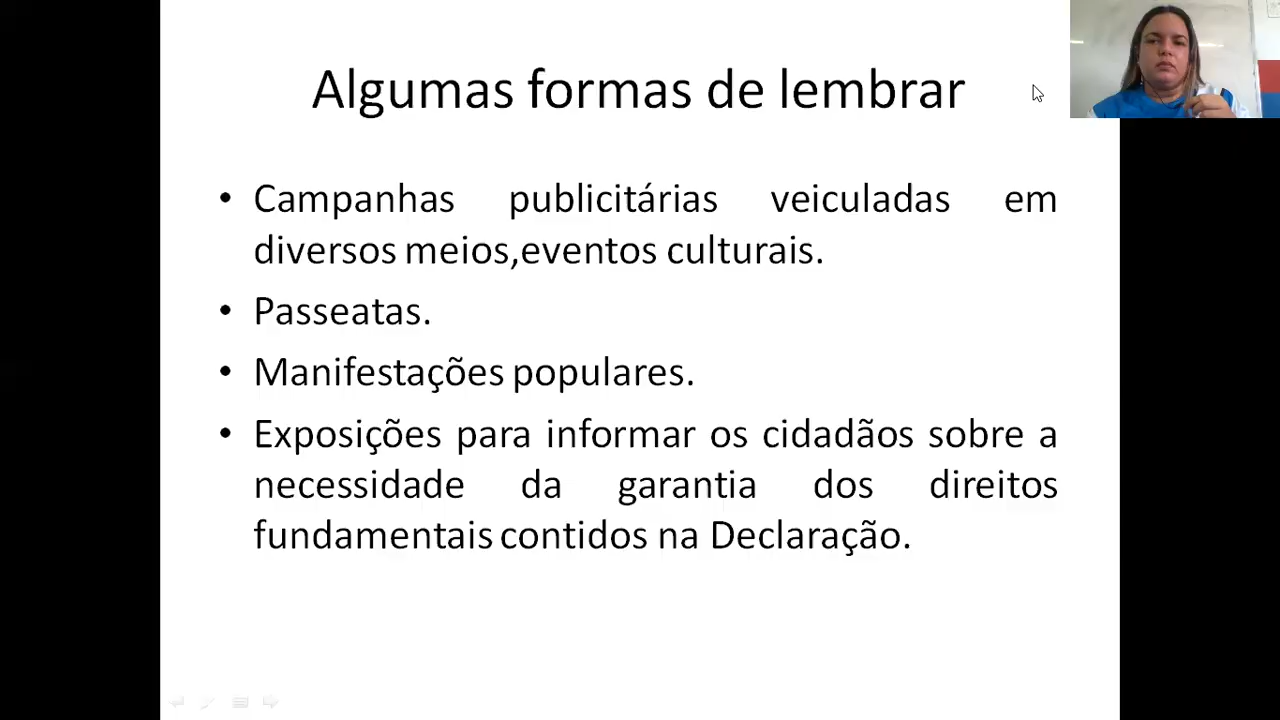 Algumas formas de lembrar
• Campanhas publicitárias veiculadas em
diversos meios,eventos culturais.
• Passeatas.
• Manifestações populares.
• Exposições para informar os cidadãos sobre a
necessidade da garantia dos direitos
fundamentais contidos na Declaração.